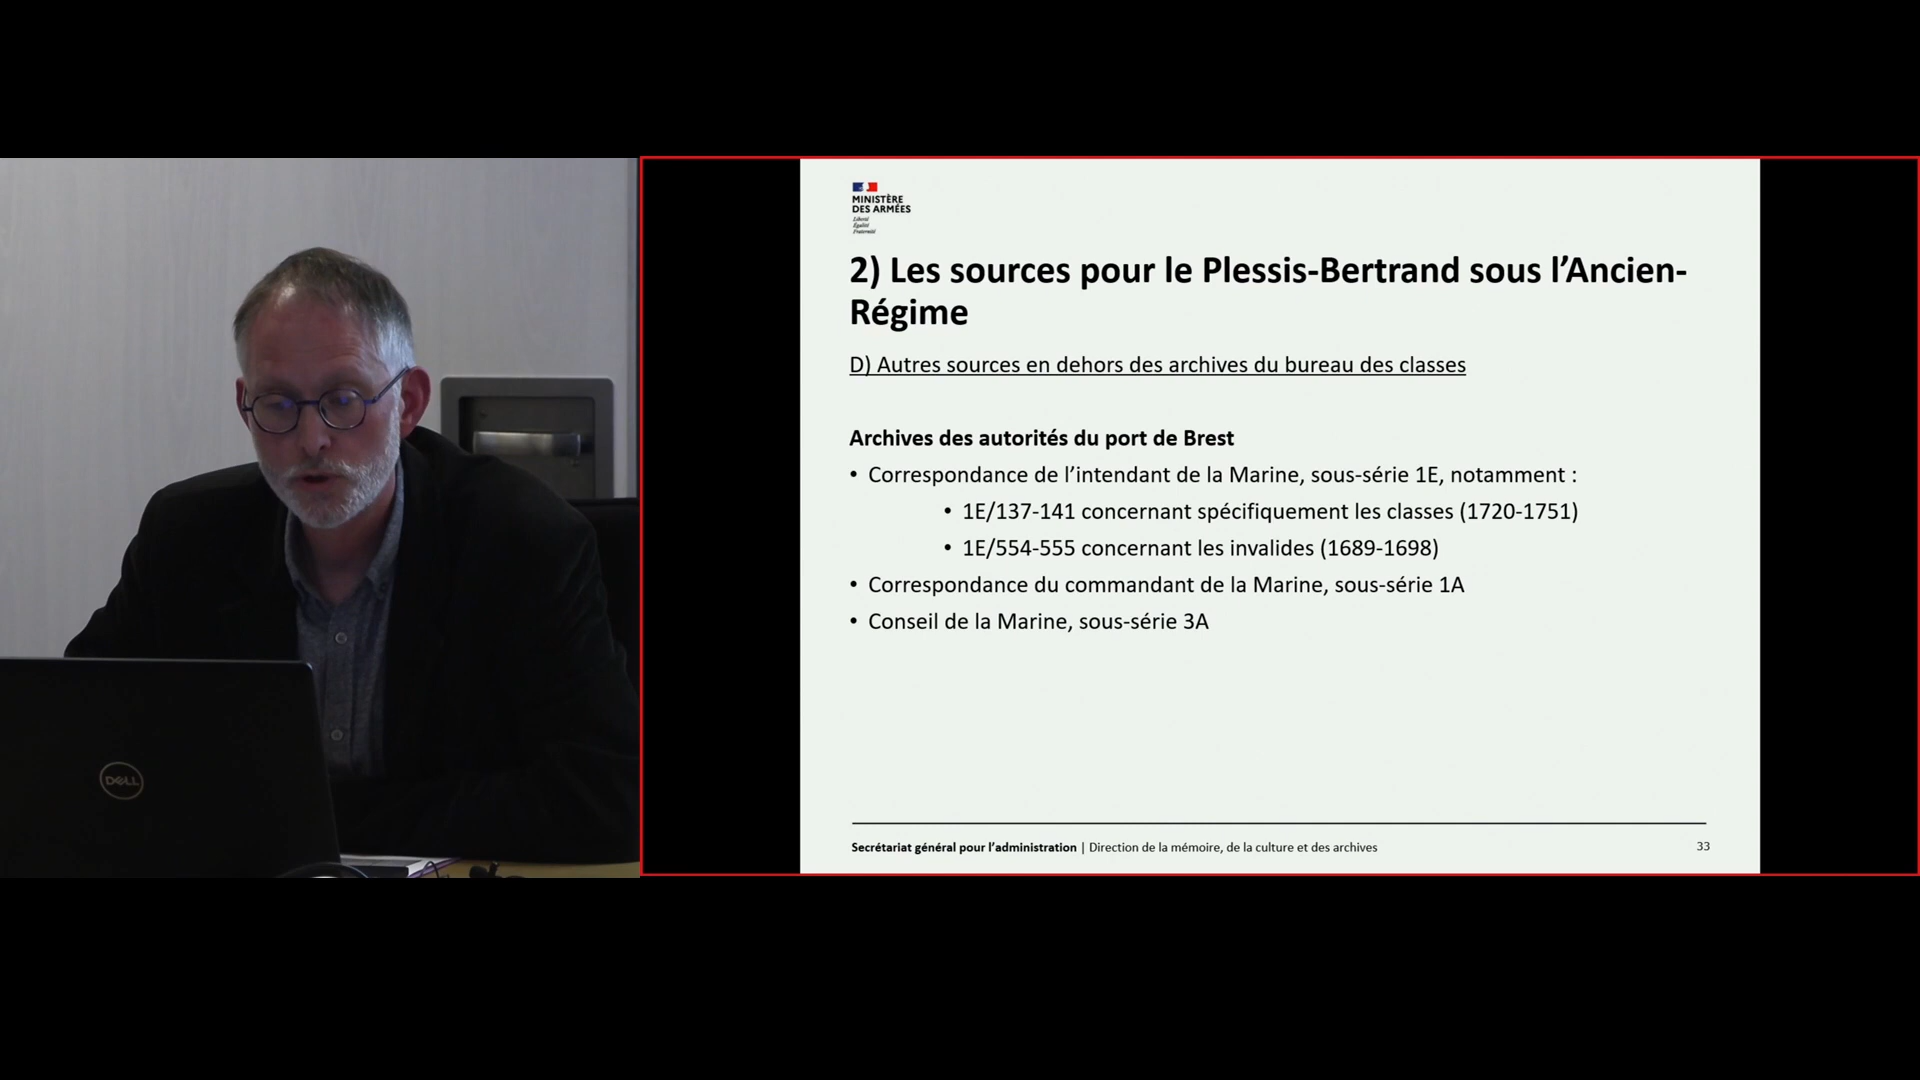 MINISTÈRE
DES ARMÉES
Liberté
Égalité
Fraternité
2) Les sources pour le Plessis-Bertrand sous l’Ancien-
Régime
D) Autres sources en dehors des archives du bureau des classes
Archives des autorités du port de Brest
• Correspondance de l’intendant de la Marine, sous-série 1E, notamment :
• 1E/137-141 concernant spécifiquement les classes (1720-1751)
• 1E/554-555 concernant les invalides (1689-1698)
• Correspondance du commandant de la Marine, sous-série 1A
• Conseil de la Marine, sous-série 3A
Secrétariat général pour l’administration | Direction de la mémoire, de la culture et des archives
33
DELL